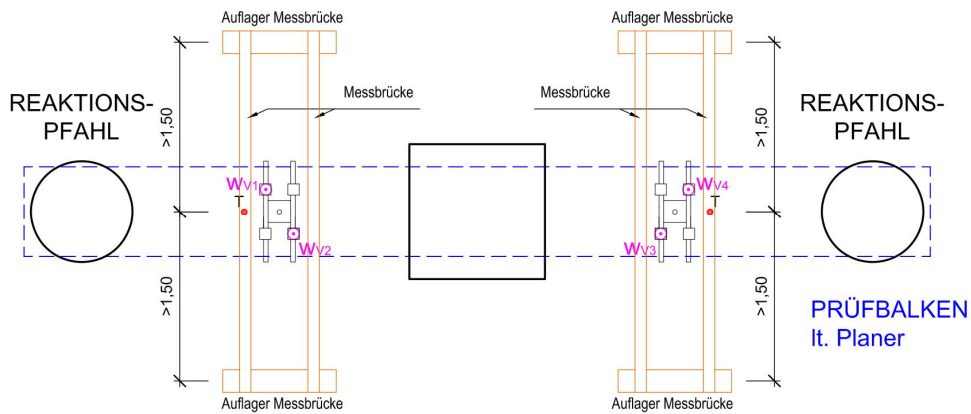 Auflager Messbrücke
Auflager Messbrücke
>1,50
>1,50
REAKTIONS-
PFAHL
Messbrücke
Messbrücke
REAKTIONS-
PFAHL
WV1
WV4
T
T
WV2
WV3
>1,50
>1,50
PRÜFBALKEN
lt. Planer
Auflager Messbrücke
Auflager Messbrücke